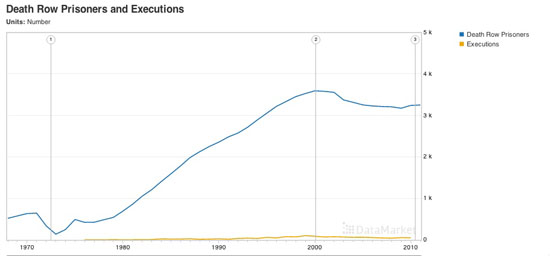 Death Row Prisoners and Executions
Units: Number
1
2
3
5 k
4 k
3 k
2 k
1 k
0
Death Row Prisoners
Executions
DataMarket
1970
1980
1990
2000
2010